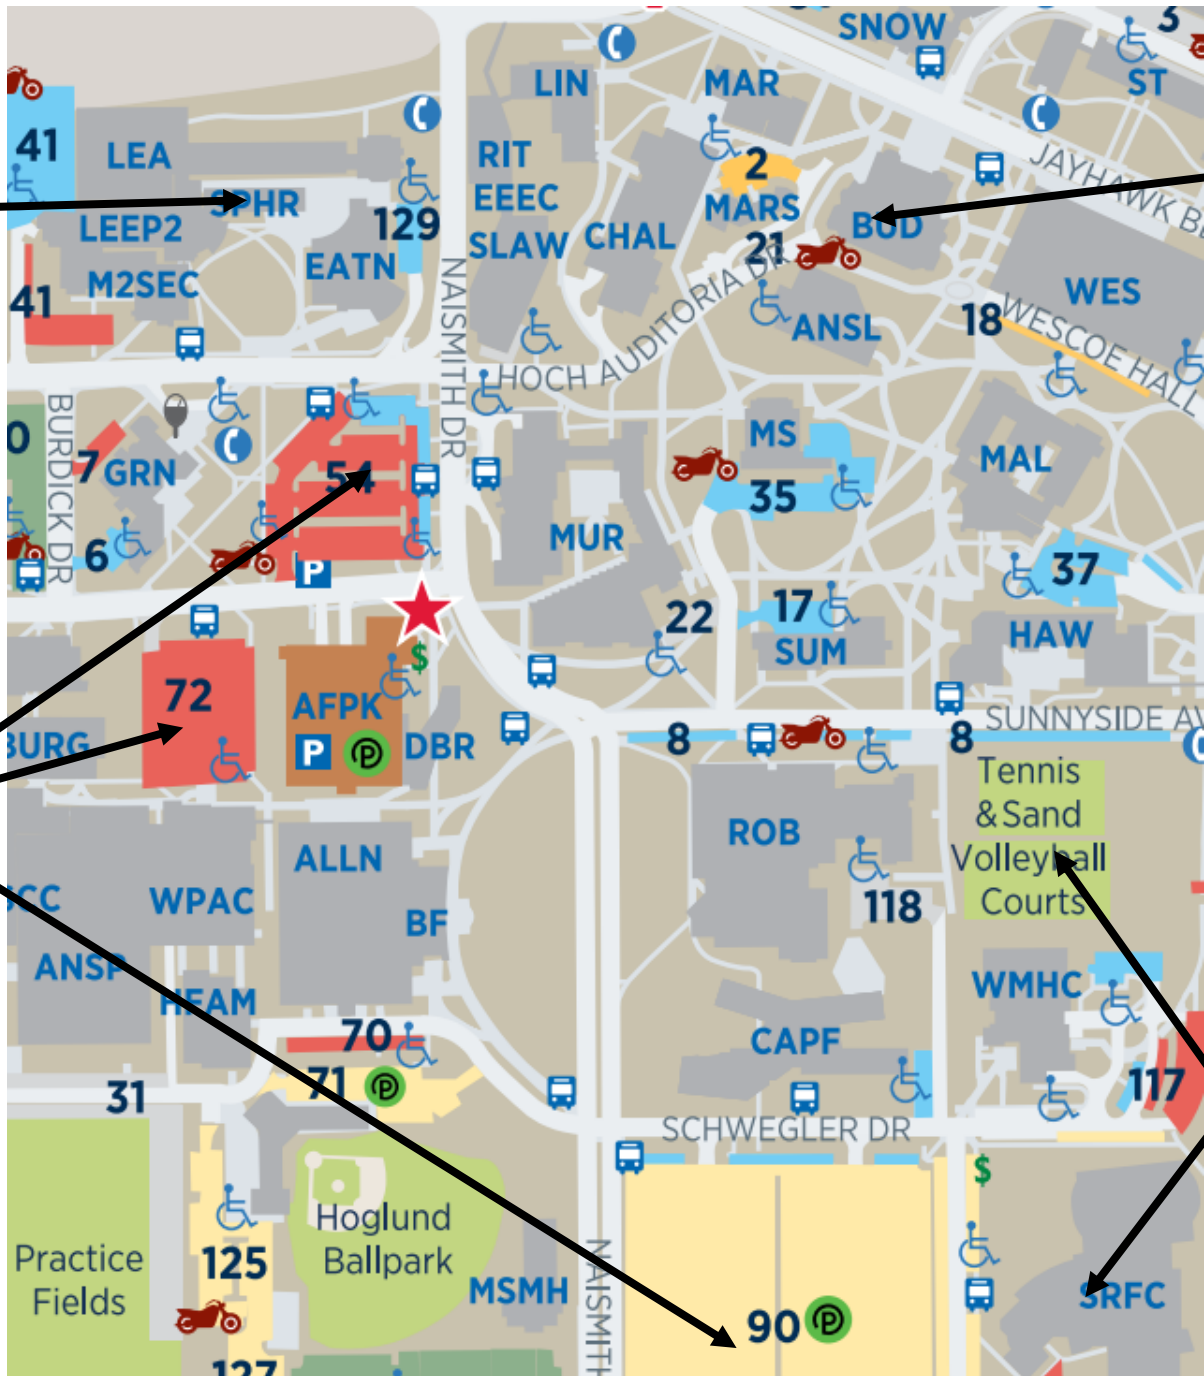 SNOW
3
LIN
MAR
ST
41
LEA
RIT
2
JAYHAWK B
SPHR
EEEC
MARS
129
LEEP2
SLAW
CHAL
21
BUD
EATN
M2SEC
41
NAISMITH DR
HOCH AUDITORIA DR
ANSL
18
WES
WESCOE HALL
BURDICK DR
0
7
GRN
54
MS
MAL
35
MUR
6
P
37
17
22
HAW
SUM
$
72
AFPK
P
P
DBR
BURG
8
8
SUNNYSIDE AV
Tennis
& Sand
Volleyball
Courts
ROB
ALLN
WPAC
118
BF
ANSP
HFAM
WMHC
70
CAPF
71
P
31
117
SCHWEGLER DR
$
Hoglund
Ballpark
Practice
Fields
125
MSMH
NAISMITH
90
P
SRFC
127